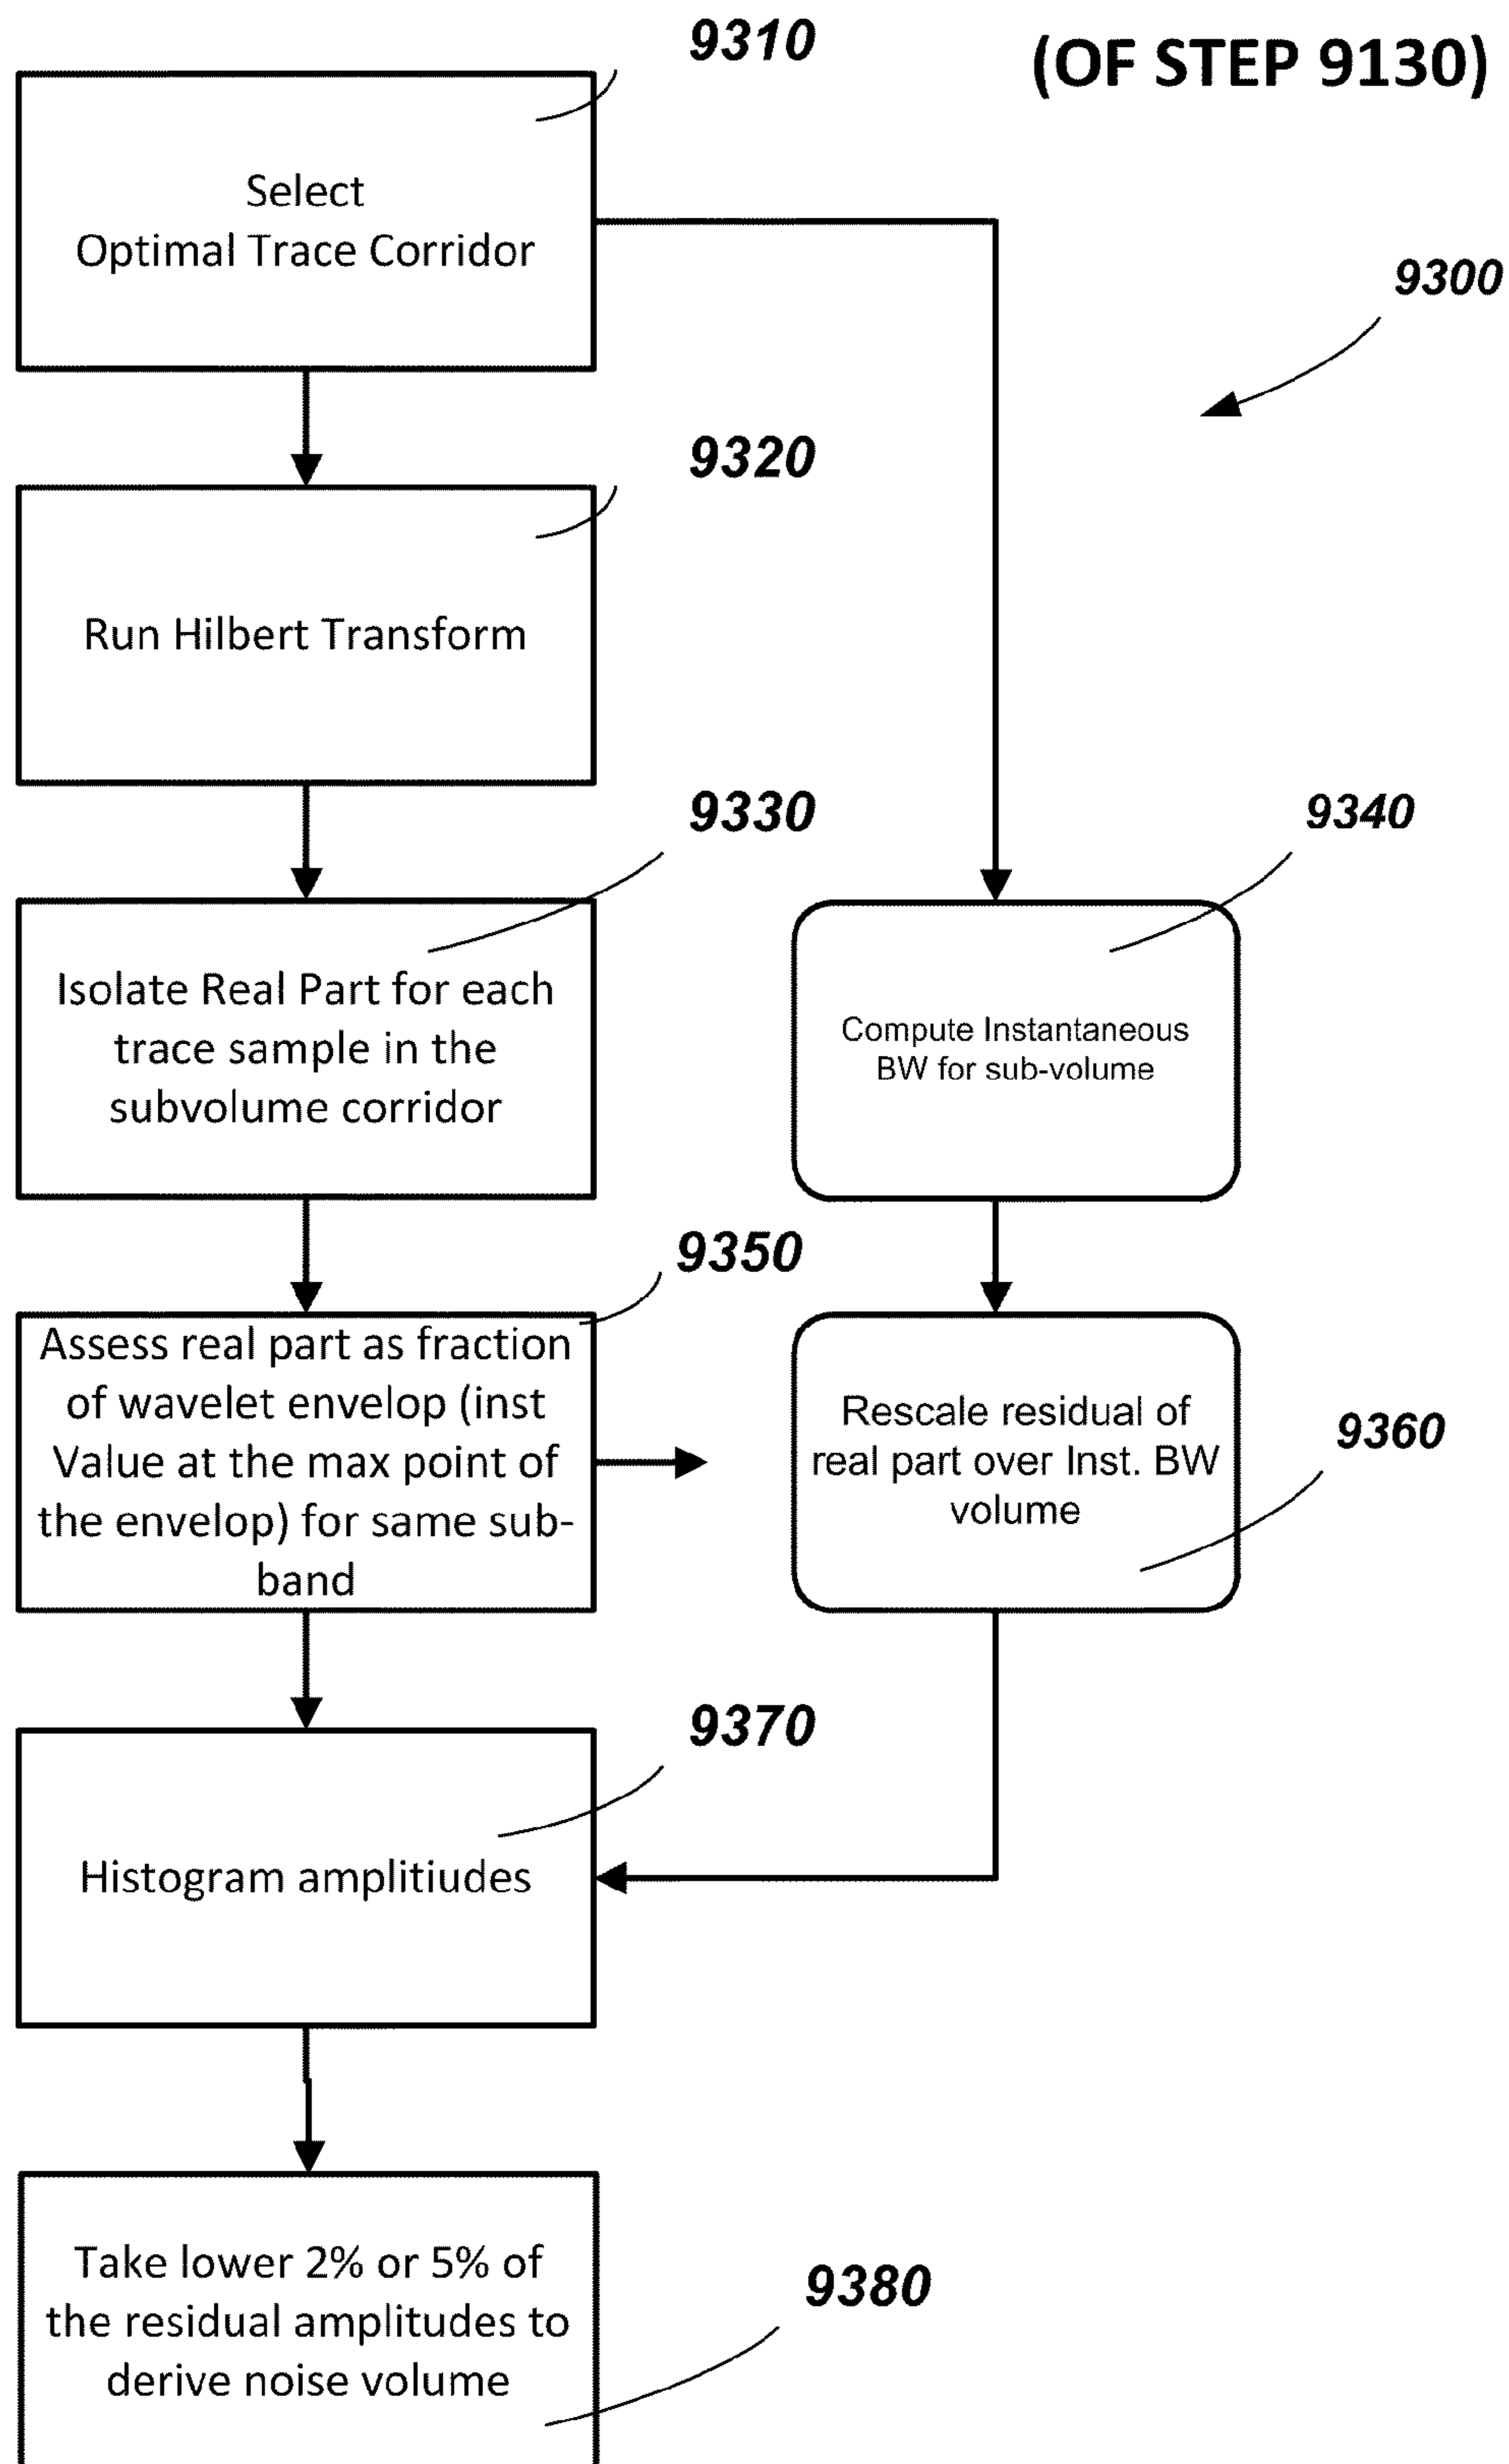 9310
(OF STEP 9130)
Select
Optimal Trace Corridor
9300
9320
Run Hilbert Transform
9330
9340
Isolate Real Part for each
trace sample in the
subvolume corridor
Compute Instantaneous
BW for sub-volume
9350
Assess real part as fraction
of wavelet envelop (inst
Value at the max point of
the envelop) for same sub-
band
Rescale residual of
real part over Inst. BW
volume
9360
9370
Histogram amplitiudes
Take lower 2% or 5% of
the residual amplitudes to
derive noise volume
9380